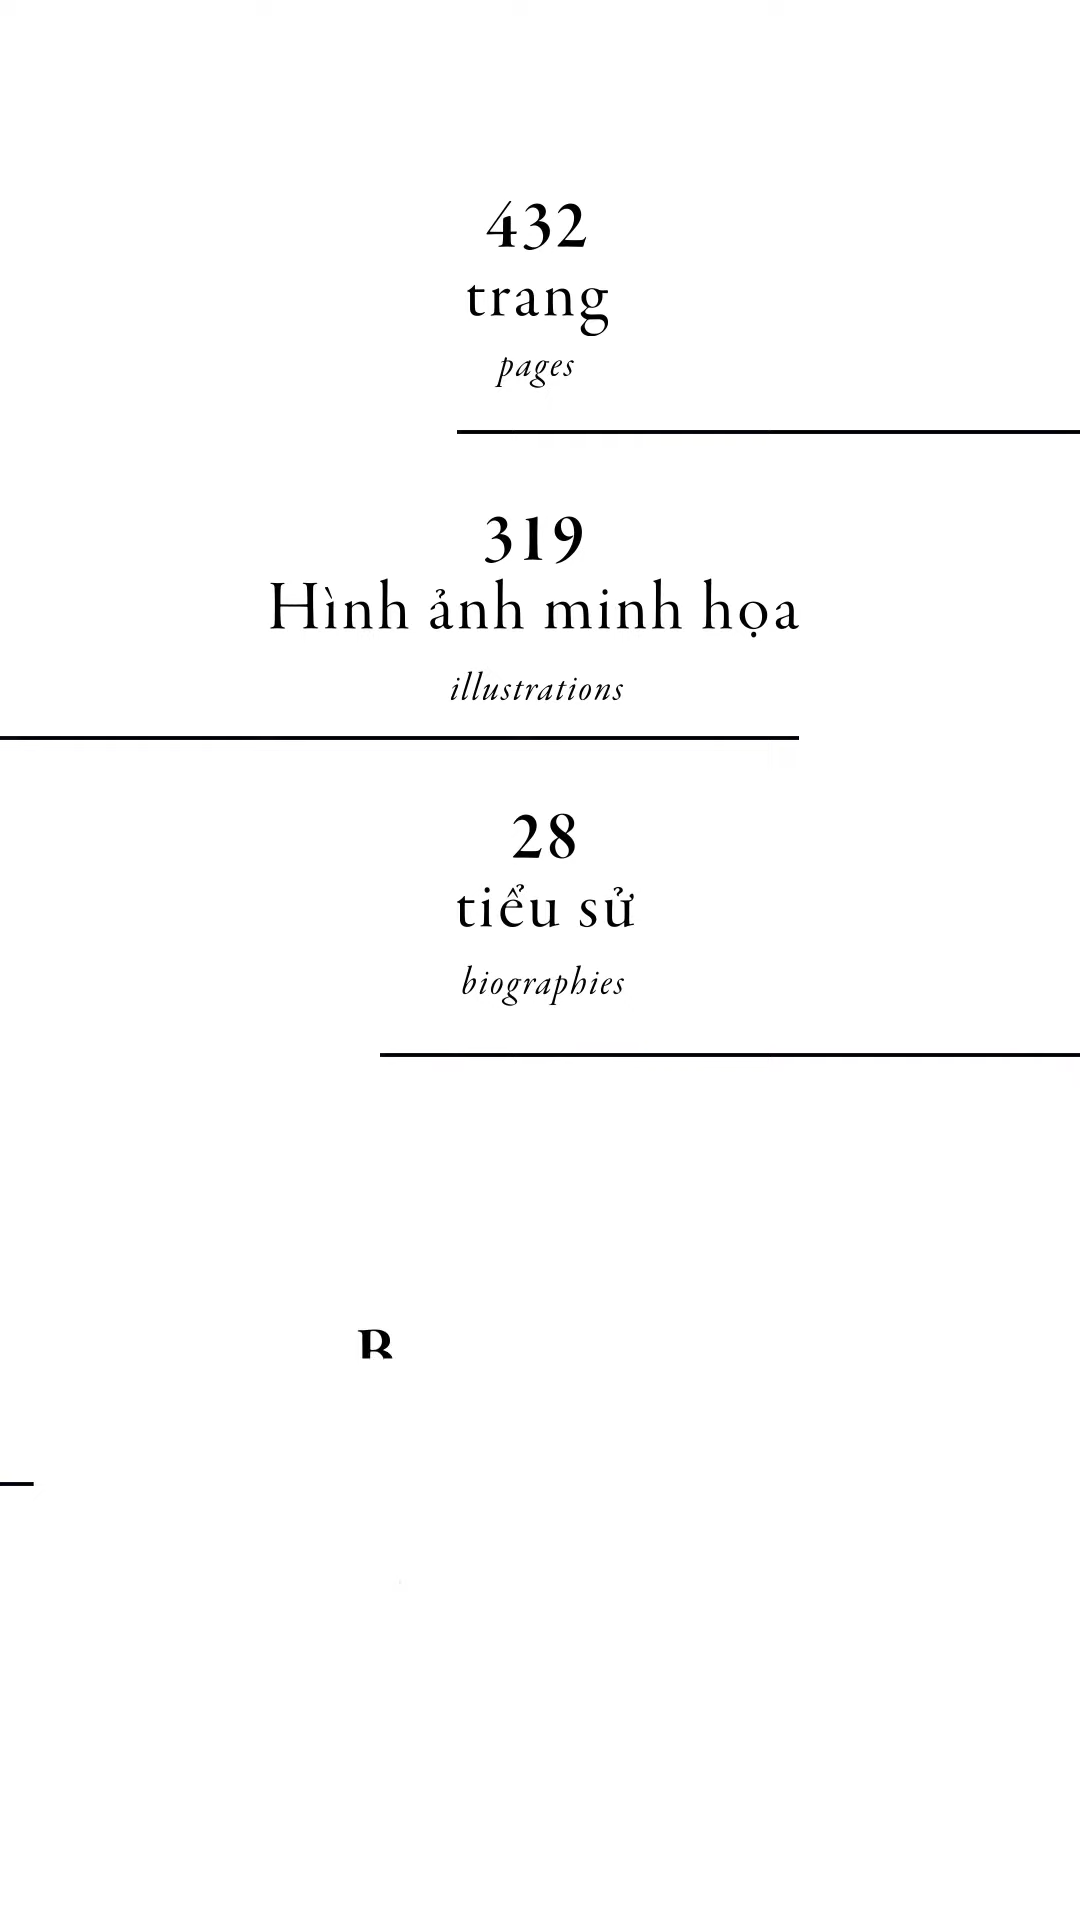 432
trang
pages
319
Hình ảnh minh họa
illustrations
28
tiểu sử
biographies